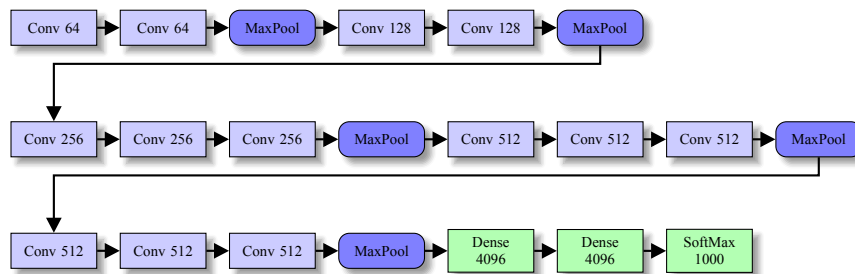 Conv 64
Conv 64
MaxPool
Conv 128
Conv 128
MaxPool
Conv 256
Conv 256
Conv 256
MaxPool
Conv 512
Conv 512
Conv 512
MaxPool
Conv 512
Conv 512
Conv 512
MaxPool
Dense
4096
Dense
4096
SoftMax
1000